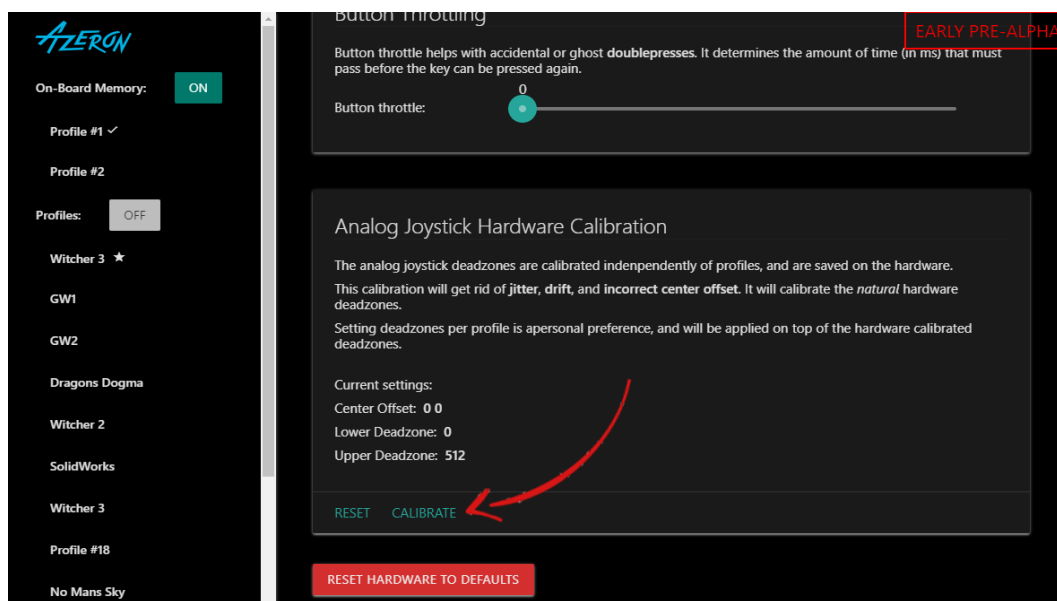 AZERON
On-Board Memory: ON
Profile #1
Profile #2
Profiles: OFF
Witcher 3
GW1
GW2
Dragons Dogma
Witcher 2
SolidWorks
Witcher 3
Profile #18
No Mans Sky
Button Throttling
EARLY PRE-ALPHA
Button throttle helps with accidental or ghost doublepresses. It determines the amount of time (in ms) that must
pass before the key can be pressed again.
0
Button throttle:
Analog Joystick Hardware Calibration
The analog joystick deadzones are calibrated indenpendently of profiles, and are saved on the hardware.
This calibration will get rid of jitter, drift, and incorrect center offset. It will calibrate the natural hardware
deadzones.
Setting deadzones per profile is apersonal preference, and will be applied on top of the hardware calibrated
deadzones.
Current settings:
Center Offset: 0 0
Lower Deadzone: 0
Upper Deadzone: 512
RESET CALIBRATE
RESET HARDWARE TO DEFAULTS